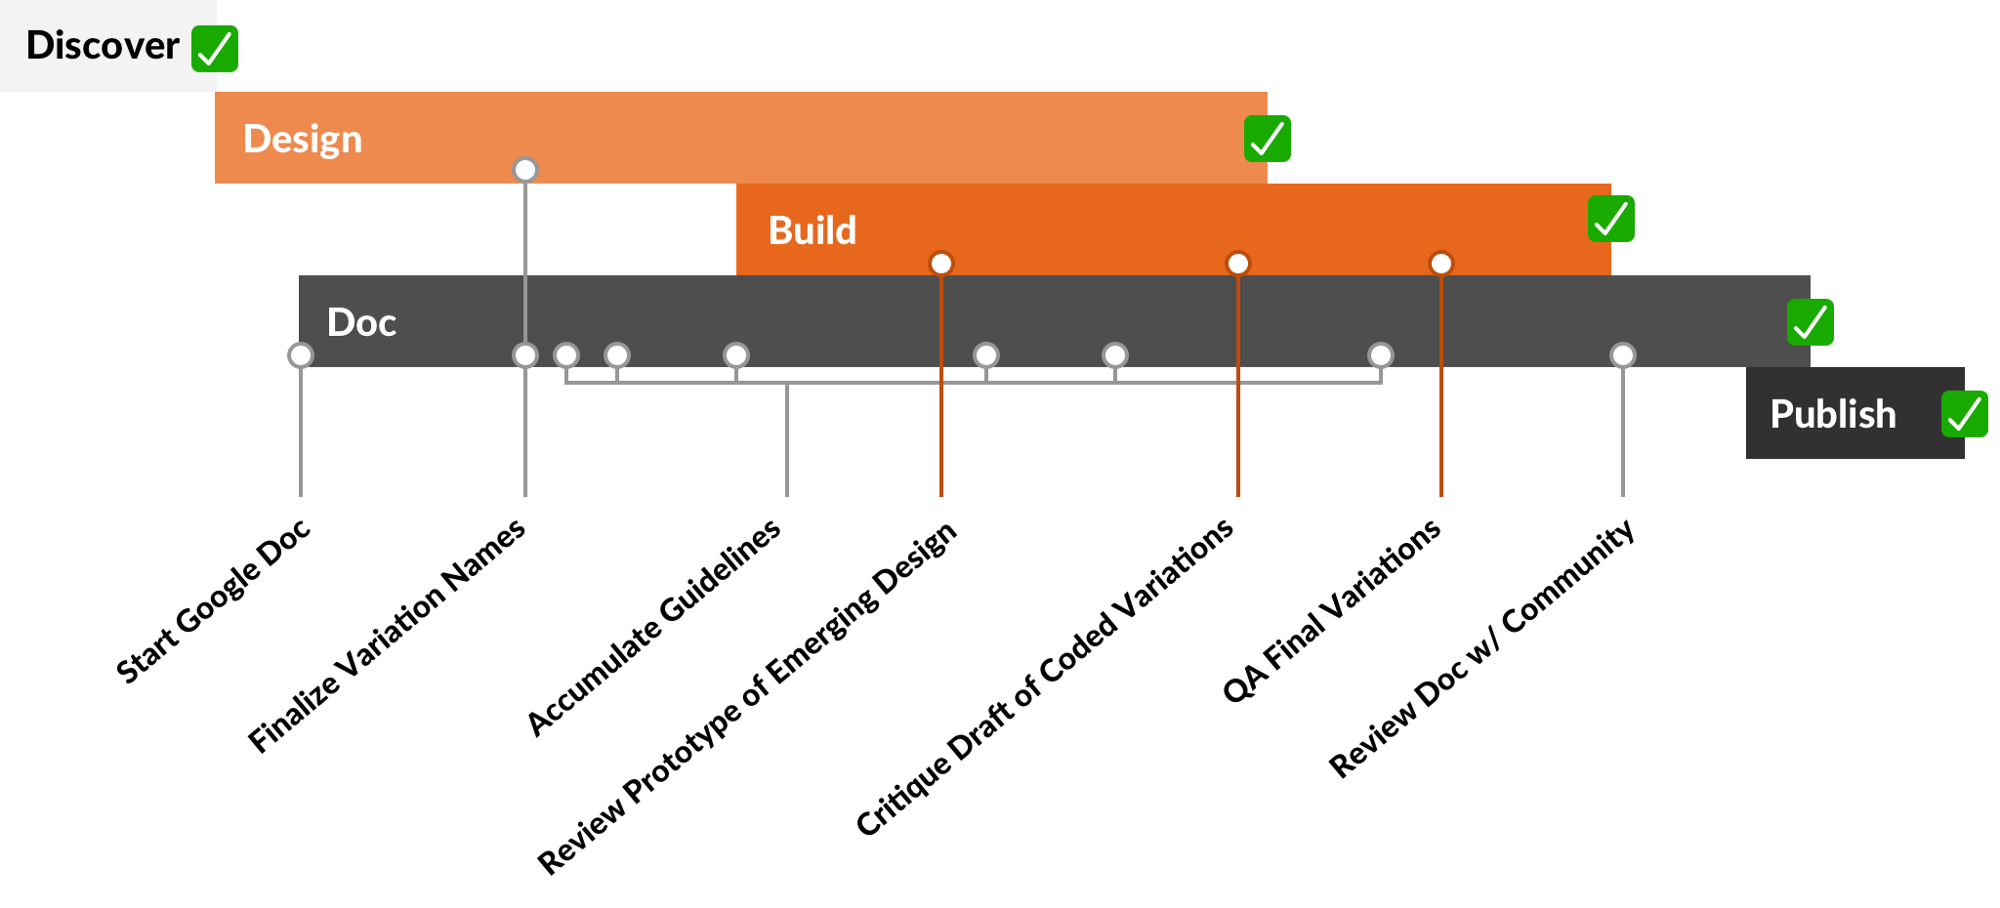 Discover
Design
Build
Doc
Publish
Start Google Doc
Finalize Variation Names
Accumulate Guidelines
Review Prototype of Emerging Design
Critique Draft of Coded Variations
QA Final Variations
Review Doc w/ Community